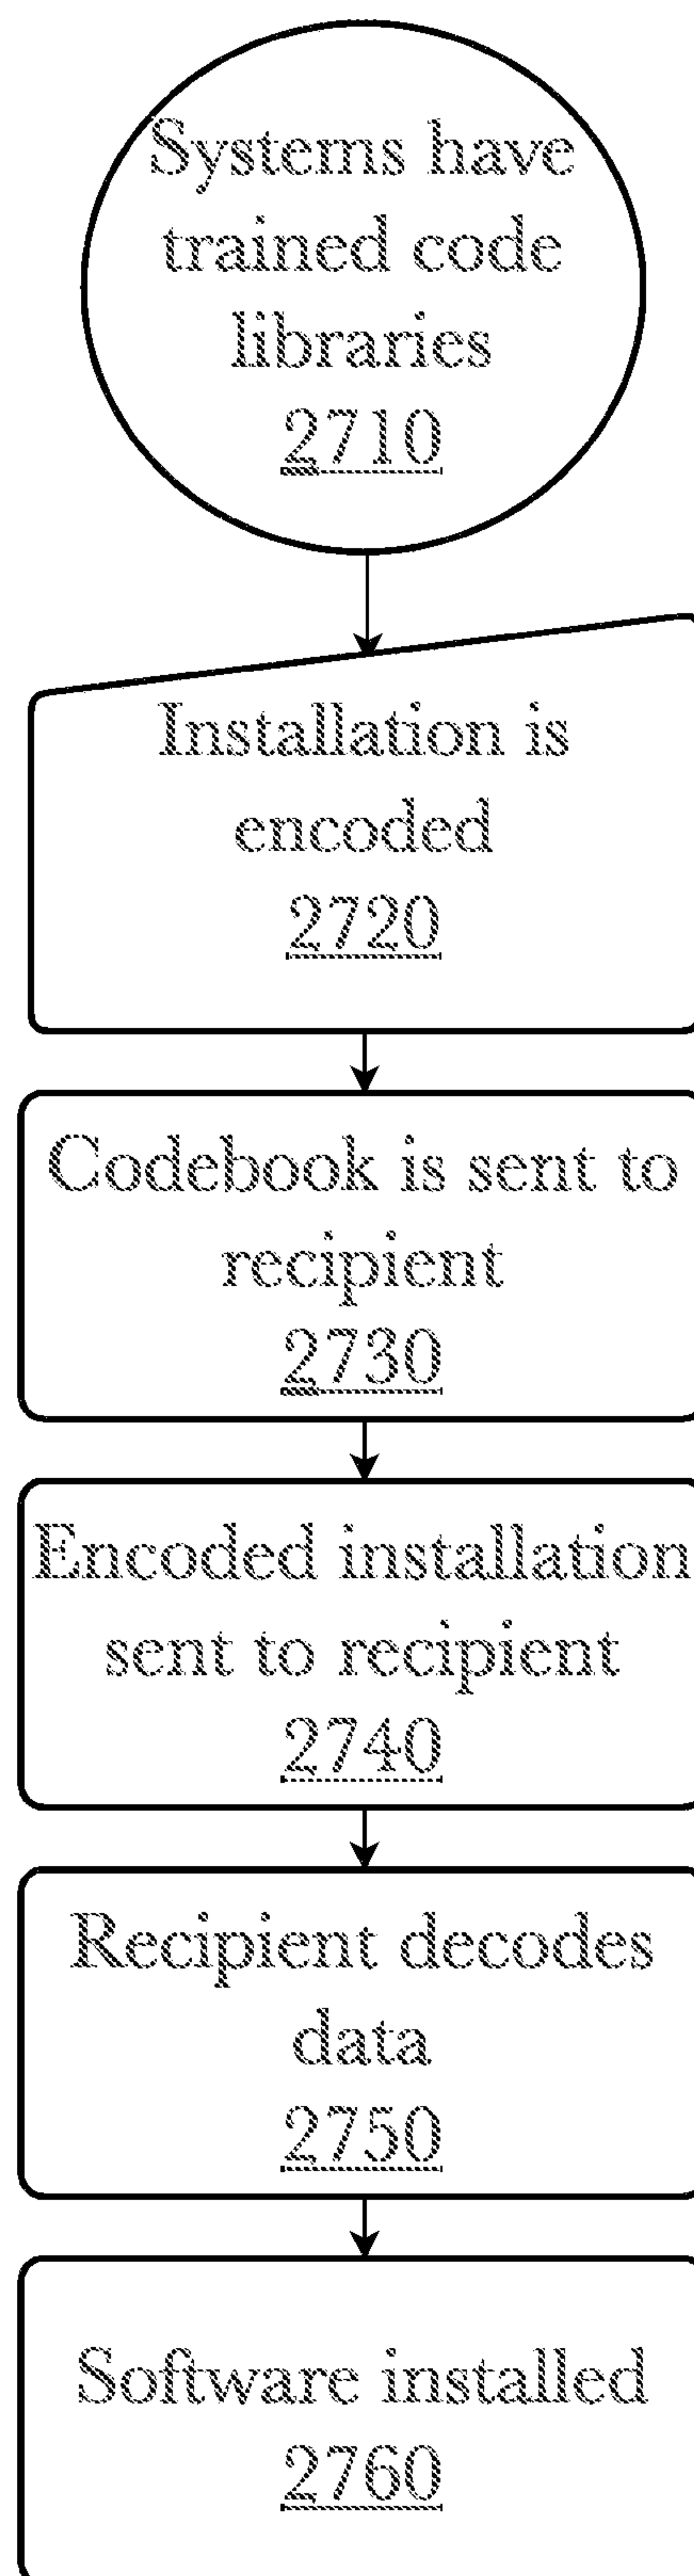 Systems have
trained code
libraries
2710
Installation is
encoded
2720
Codebook is sent to
recipient
2730
Encoded installation
sent to recipient
2740
Recipient decodes
data
2750
Software installed
2760